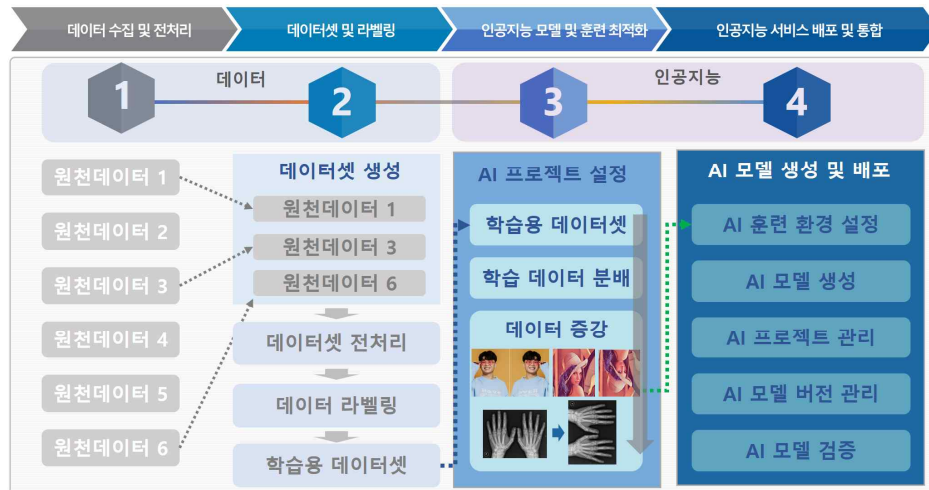 데이터 수집 및 전처리
데이터셋 및 라벨링
인공지능 모델 및 훈련 최적화
인공지능 서비스 배포 및 통합
데이터
인공지능
1
2
3
4
원천데이터 1
원천데이터 2
원천데이터 3
원천데이터 4
원천데이터 5
원천데이터 6
데이터셋 생성
원천데이터 1
원천데이터 3
원천데이터 6
데이터셋 전처리
데이터 라벨링
학습용 데이터셋
AI 프로젝트 설정
학습용 데이터셋
학습 데이터 분배
데이터 증강
AI 모델 생성 및 배포
AI 훈련 환경 설정
AI 모델 생성
AI 프로젝트 관리
AI 모델 버전 관리
AI 모델 검증